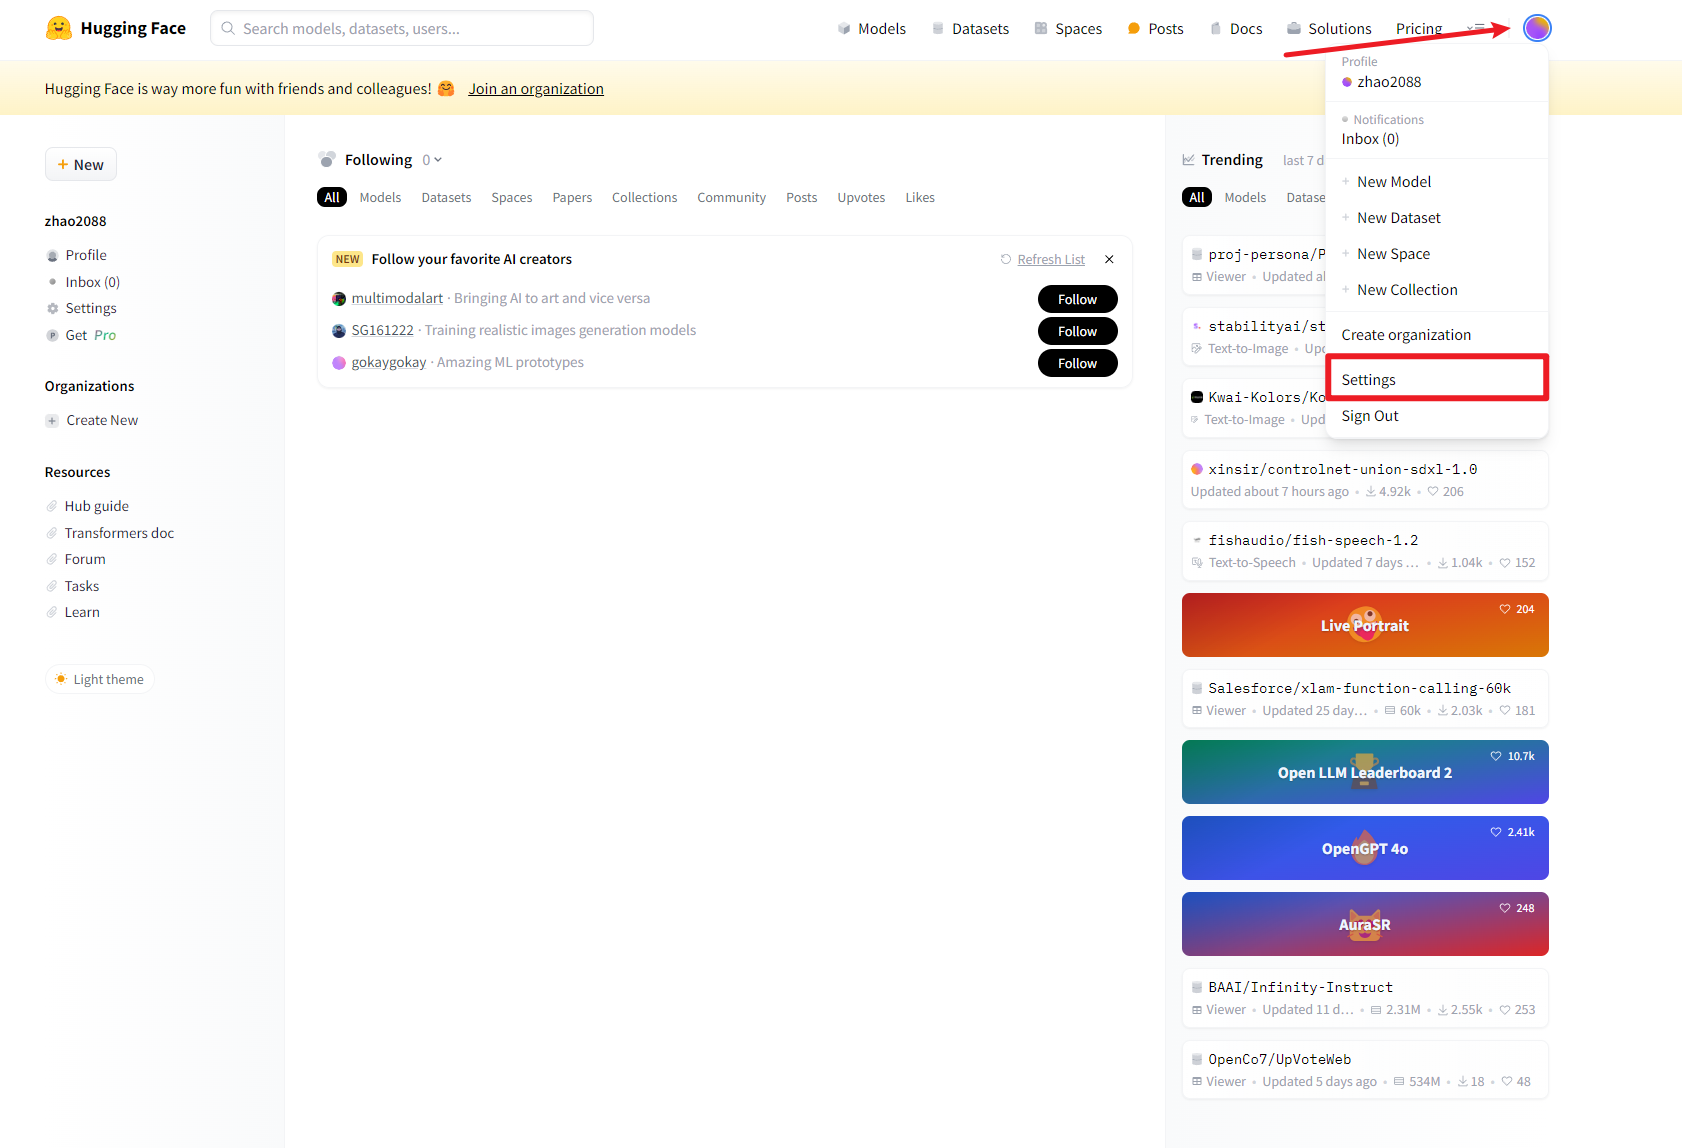 Hugging Face
Search models, datasets, users...
Models
Datasets
Spaces
Posts
Docs
Solutions
Pricing
Hugging Face is way more fun with friends and colleagues! 🤗 Join an organization
Profile
zhao2088
Notifications
Inbox (0)
+ New Model
+ New Dataset
+ New Space
+ New Collection
Create organization
Settings
Sign Out
+ New
zhao2088
Profile
Inbox (0)
Settings
P Get Pro
Organizations
+ Create New
Resources
Hub guide
Transformers doc
Forum
Tasks
Learn
Light theme
Following 0
All Models Datasets Spaces Papers Collections Community Posts Upvotes Likes
NEW Follow your favorite AI creators
Refresh List
multimodalart · Bringing AI to art and vice versa
Follow
SG161222 · Training realistic images generation models
Follow
gokaygokay · Amazing ML prototypes
Follow
Trending last 7 d
All Models Datase
proj-persona/P
Viewer • Updated a
stabilityai/st
Text-to-Image • Up
Kwai-Kolors/Ko
Text-to-Image • Upd
xinsir/controlnet-union-sdxl-1.0
Updated about 7 hours ago • 4.92k • 206
fishaudio/fish-speech-1.2
Text-to-Speech • Updated 7 days ... • 1.04k • 152
204
Live Portrait
Salesforce/xlam-function-calling-60k
Viewer • Updated 25 day... • 60k • 2.03k • 181
10.7k
Open LLM Leaderboard 2
2.41k
OpenGPT 4o
248
AuraSR
BAAI/Infinity-Instruct
Viewer • Updated 11 d... • 2.31M • 2.55k • 253
OpenCo7/UpVoteWeb
Viewer • Updated 5 days ago • 534M • 18 • 48